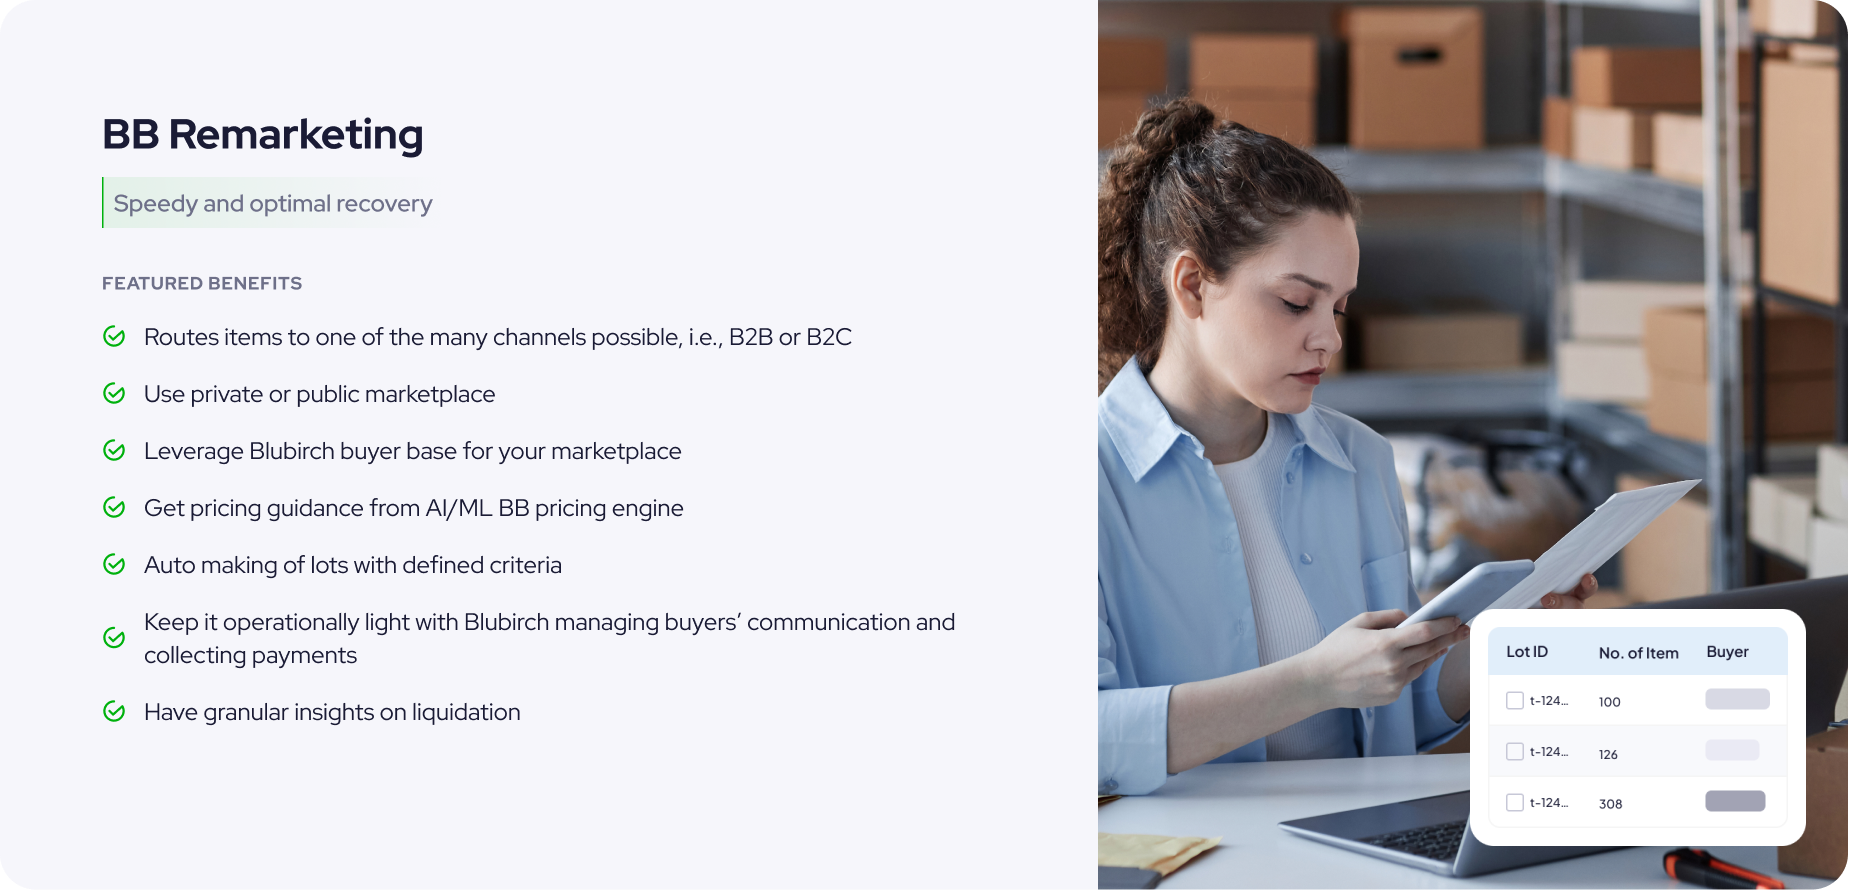 BB Remarketing
Speedy and optimal recovery
FEATURED BENEFITS
Routes items to one of the many channels possible, i.e., B2B or B2C
Use private or public marketplace
Leverage Blubirch buyer base for your marketplace
Get pricing guidance from AI/ML BB pricing engine
Auto making of lots with defined criteria
Keep it operationally light with Blubirch managing buyers’ communication and
collecting payments
Have granular insights on liquidation
Lot ID No. of Item Buyer
t-124... 100
t-124... 126
t-124... 308